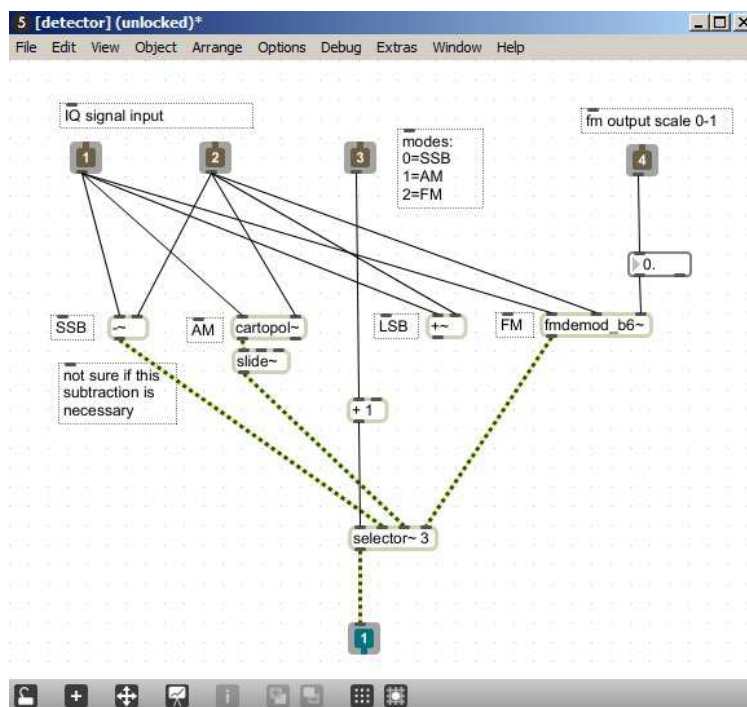 5 [detector] (unlocked)*
File Edit View Object Arrange Options Debug Extras Window Help
IQ signal input
fm output scale 0-1
1
2
3
modes:
0=SSB
1=AM
2=FM
4
0.
SSB
-~
AM
cartopol~
LSB
+~
FM
fmdemod_b6~
slide~
not sure if this
subtraction is
necessary
+ 1
selector~ 3
1